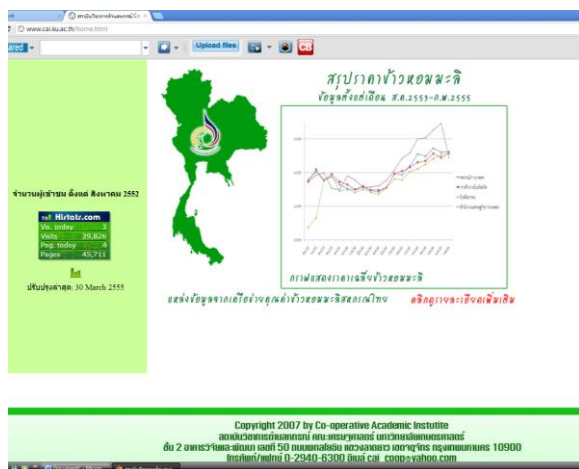 www.cai.ku.ac.th/home.html
Upload files
CB
สรุปราคาข้าวหอมมะลิ
ข้อมูลตั้งแต่เดือน ส.ค.2553-ก.พ.2555
จำนวนผู้เข้าชม ตั้งแต่ สิงหาคม 2552
Histats.com
Vis. today 3
Visits 29,826
Pag. today 4
Pages 45,711
ปรับปรุงล่าสุด: 30 March 2555
กราฟแสดงราคาเฉลี่ยข้าวหอมมะลิ
แหล่งข้อมูลจากเครือข่ายคุณค่าข้าวหอมมะลิสหกรณ์ไทย
คลิกดูรายละเอียดเพิ่มเติม
Copyright 2007 by Co-operative Academic Instutite
สถาบันวิชาการด้านสหกรณ์ คณะเศรษฐศาสตร์ มหาวิทยาลัยเกษตรศาสตร์
ชั้น 2 อาคารวิจัยและพัฒนา เลขที่ 50 ถนนพหลโยธิน แขวงลาดยาว เขตจตุจักร กรุงเทพมหานคร 10900
โทรศัพท์/แฟกซ์ 0-2940-6300 อีเมล์ cai_coop@yahoo.com